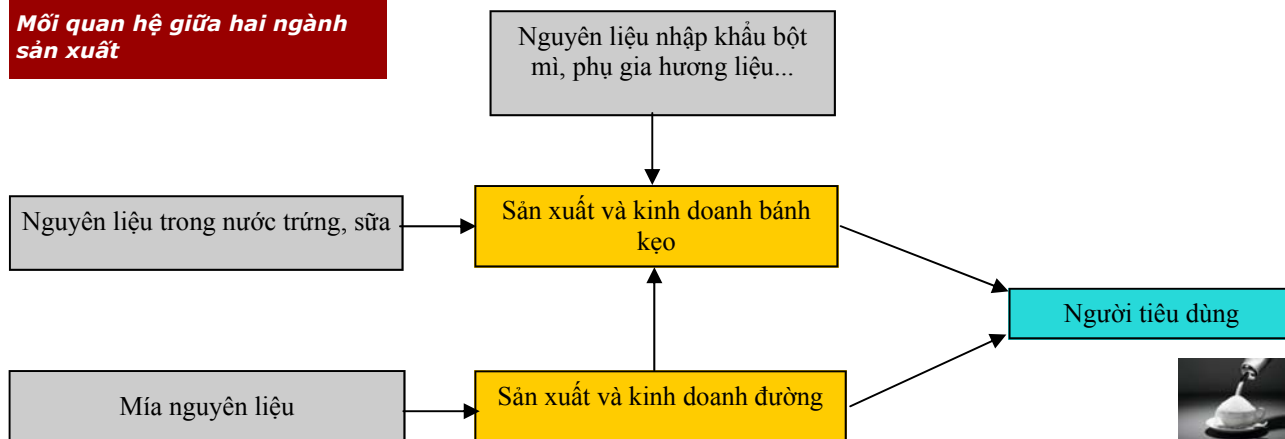 Mối quan hệ giữa hai ngành
sản xuất
Nguyên liệu nhập khẩu bột
mì, phụ gia hương liệu...
Nguyên liệu trong nước trứng, sữa
Sản xuất và kinh doanh bánh
kẹo
Người tiêu dùng
Mía nguyên liệu
Sản xuất và kinh doanh đường